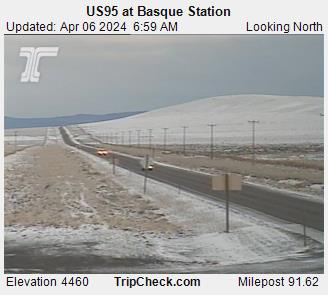 US95 at Basque Station
Updated: Apr 06 2024 6:59 AM Looking North
Elevation 4460 TripCheck.com Milepost 91.62